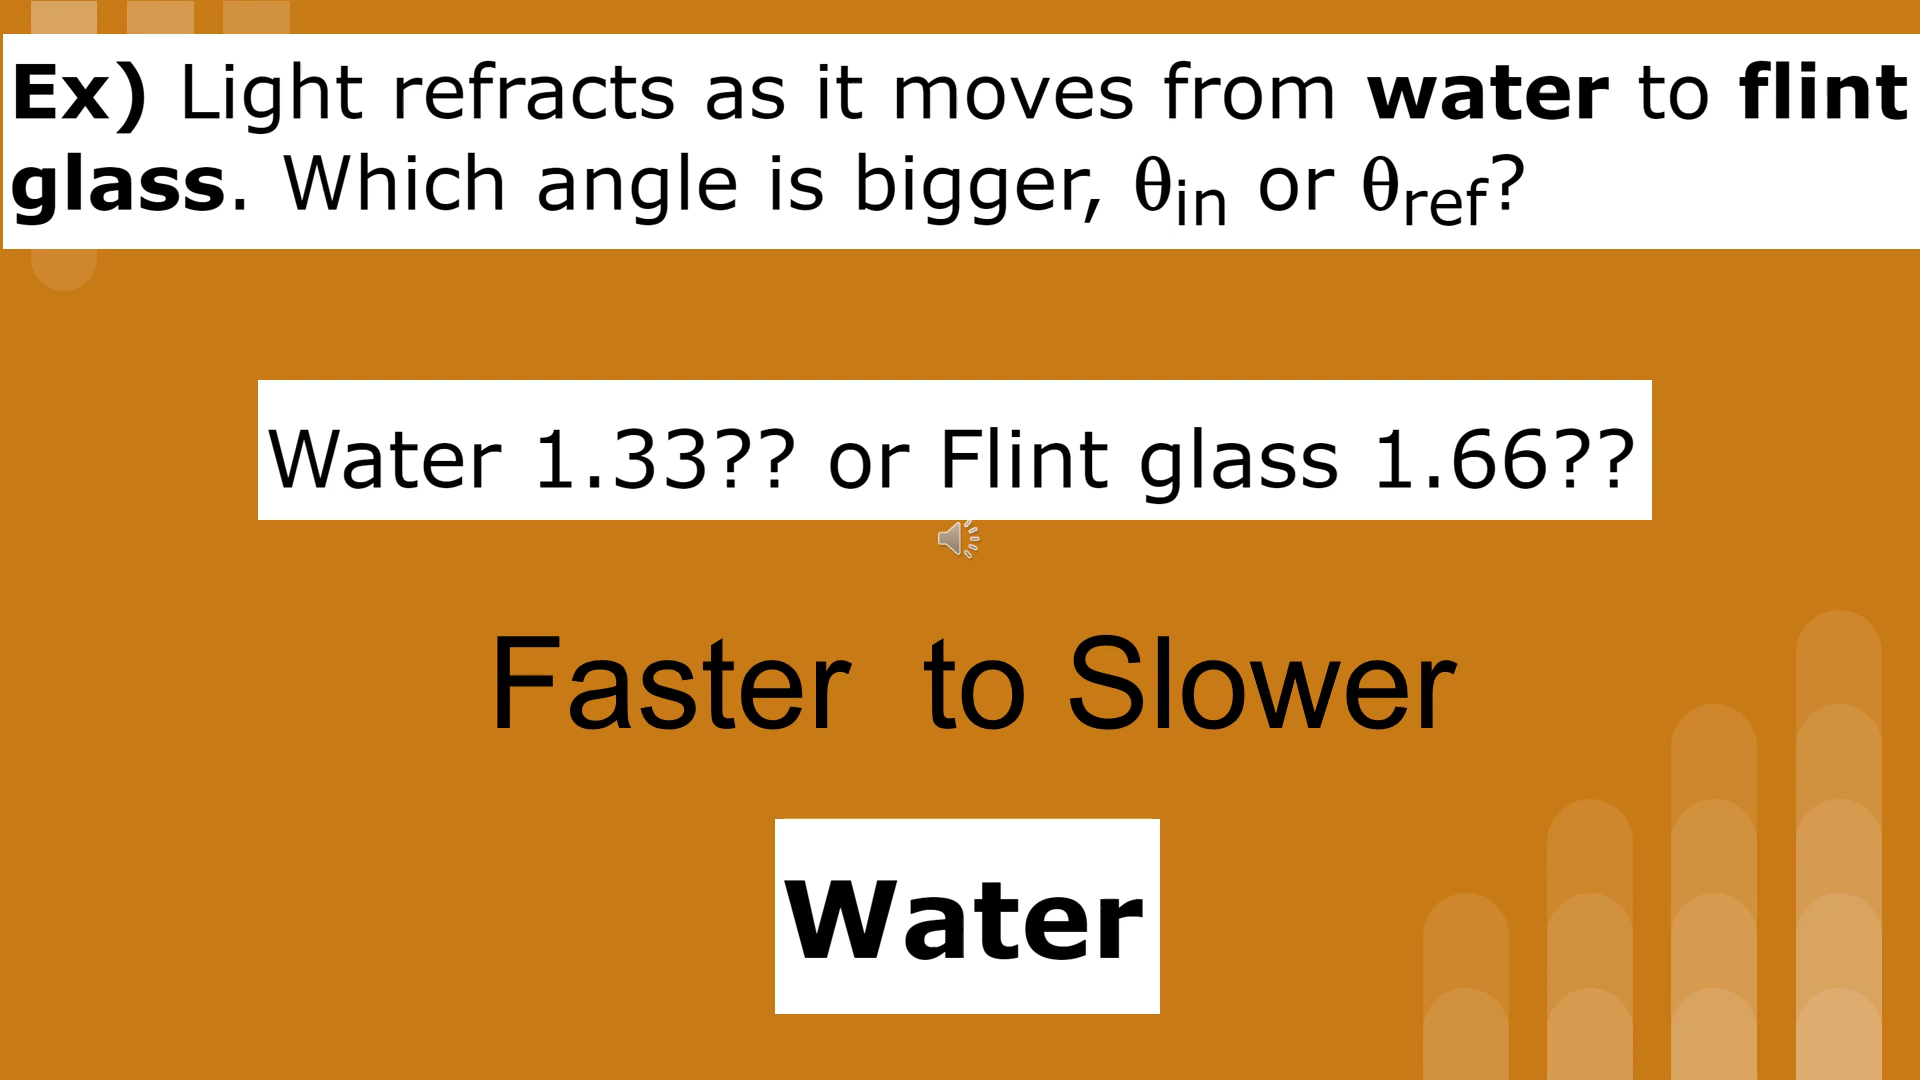 Ex) Light refracts as it moves from water to flint
glass. Which angle is bigger, θin or θref?
Water 1.33?? or Flint glass 1.66??
Faster to Slower
Water